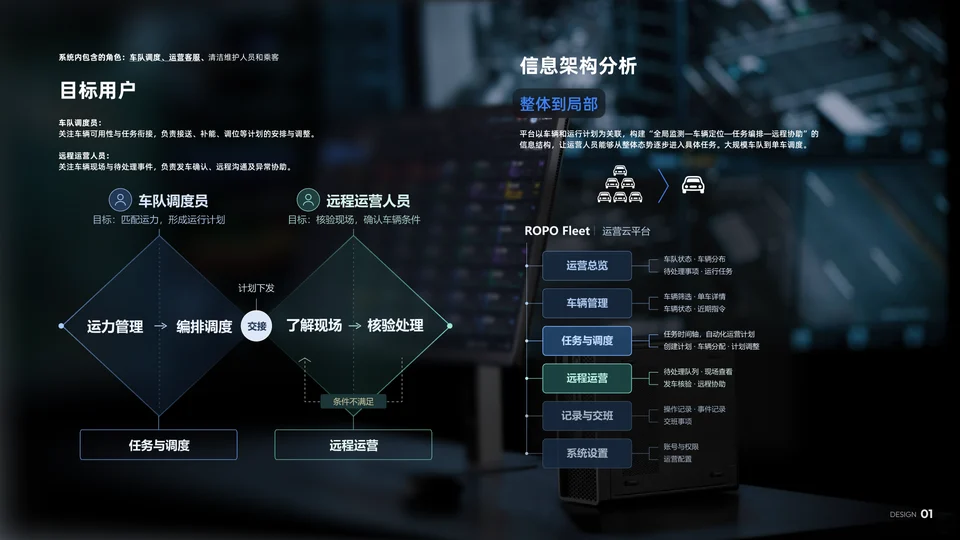 系统内包含的角色：车队调度、运营客服、清洁维护人员和乘客
目标用户
车队调度员：
关注车辆可用性与任务衔接，负责接送、补能、调位等计划的安排与调整。
远程运营人员：
关注车辆现场与待处理事件，负责发车确认、远程沟通及异常协助。
车队调度员
目标：匹配运力，形成运行计划
远程运营人员
目标：核验现场，确认车辆条件
计划下发
运力管理
编排调度
交接
了解现场
核验处理
条件不满足
任务与调度
远程运营
信息架构分析
整体到局部
平台以车辆和运行计划为关联，构建“全局监测—车辆定位—任务编排—远程协助”的
信息结构，让运营人员能够从整体态势逐步进入具体任务。大规模车队到单车调度。
ROPO Fleet 运营云平台
运营总览
车队状态 · 车辆分布
待处理事项 · 运行任务
车辆管理
车辆筛选 · 单车详情
车辆状态 · 近期指令
任务与调度
任务时间轴，自动化运营计划
创建计划 · 车辆分配 · 计划调整
远程运营
待处理队列 · 现场查看
发车核验 · 远程协助
记录与交班
操作记录 · 事件记录
交班事项
系统设置
账号与权限
运营配置
DESIGN 01